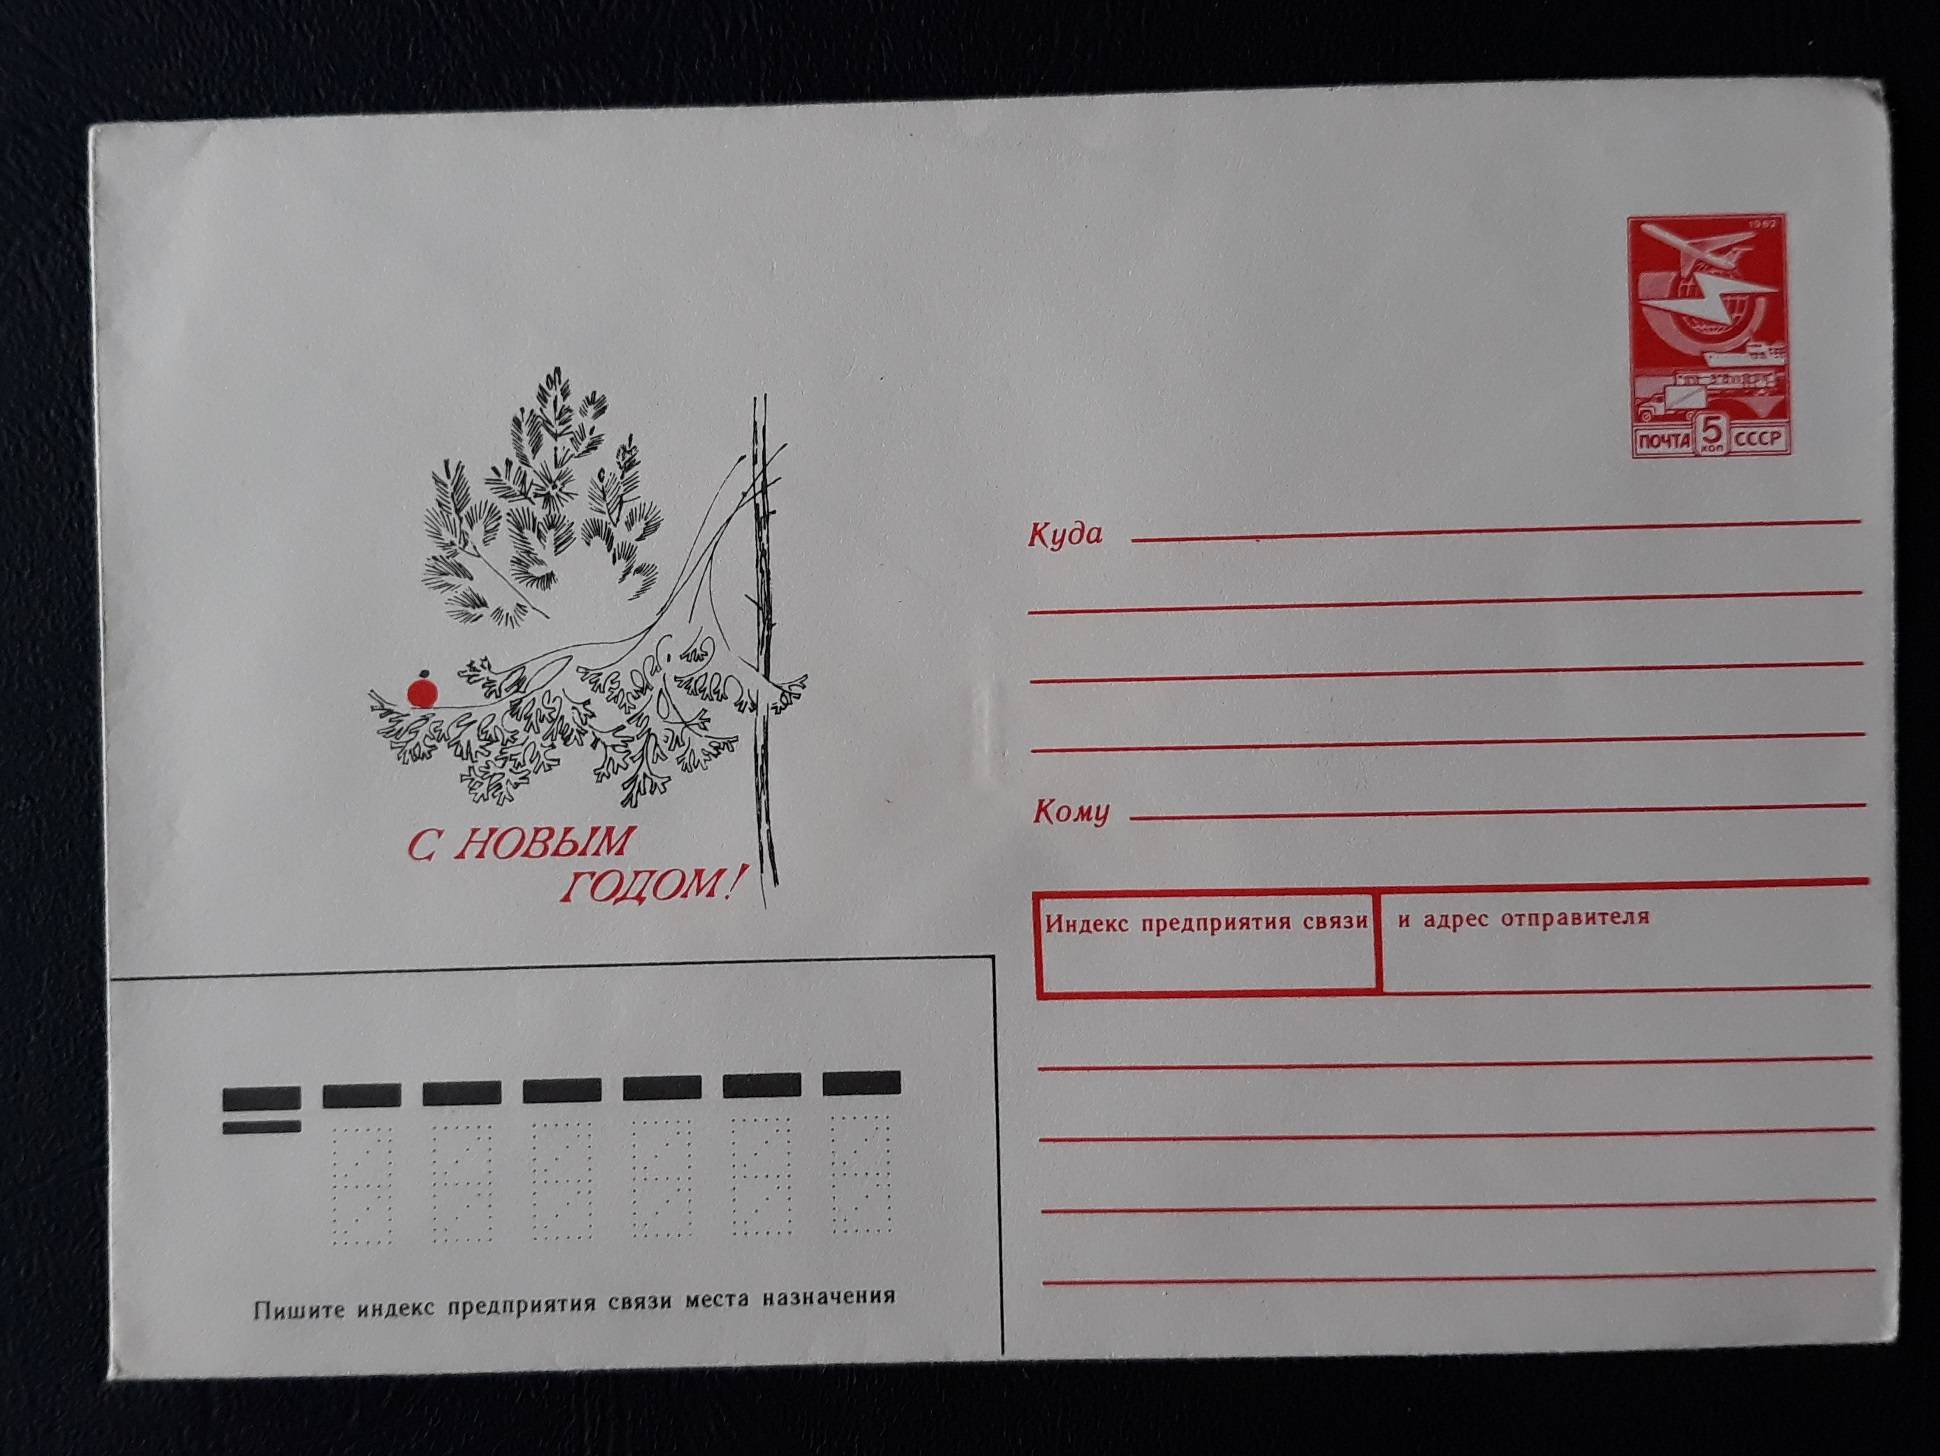 1982
ПОЧТА 5 КОП СССР
Куда
Кому
С НОВЫМ
ГОДОМ!
Индекс предприятия связи и адрес отправителя
Пишите индекс предприятия связи места назначения